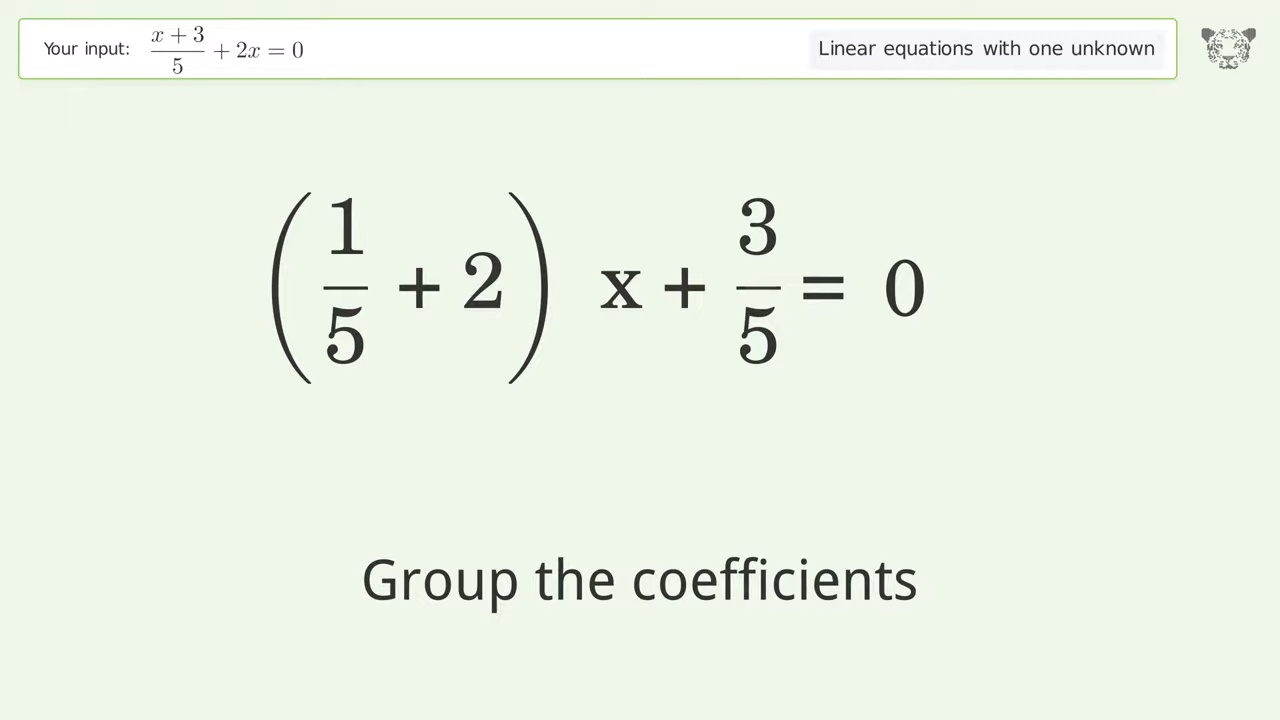 Your input: (x + 3)/5 + 2x = 0
Linear equations with one unknown
(1/5 + 2) x + 3/5 = 0
Group the coefficients